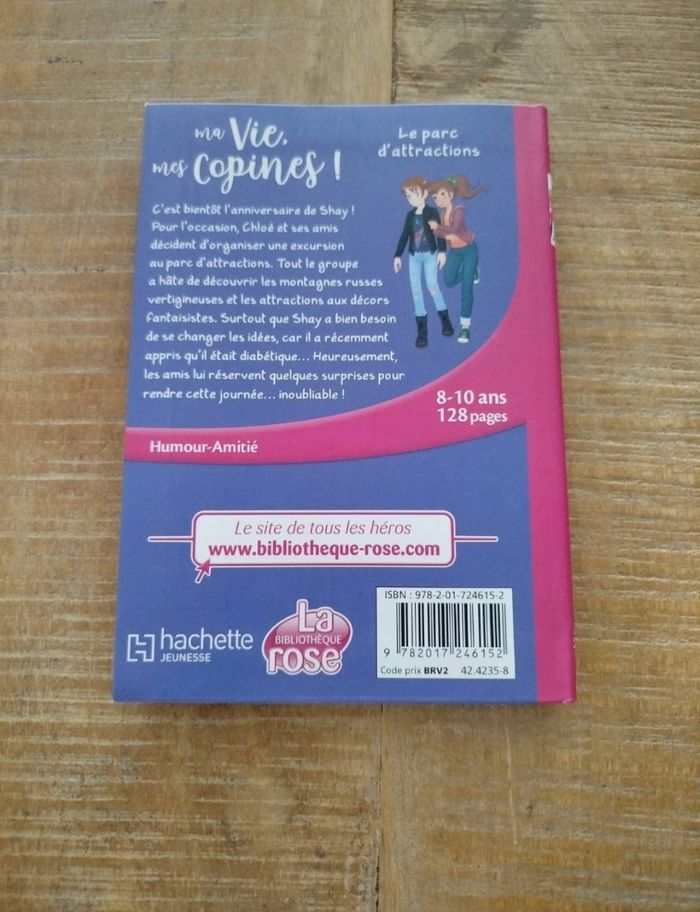 ma Vie,
mes Copines !
Le parc
d'attractions
C'est bientôt l'anniversaire de Shay !
Pour l'occasion, Chloé et ses amis
décident d'organiser une excursion
au parc d'attractions. Tout le groupe
a hâte de découvrir les montagnes russes
vertigineuses et les attractions aux décors
fantaisistes. Surtout que Shay a bien besoin
de se changer les idées, car il a récemment
appris qu'il était diabétique... Heureusement,
les amis lui réservent quelques surprises pour
rendre cette journée... inoubliable !
8-10 ans
128 pages
Humour-Amitié
Le site de tous les héros
www.bibliotheque-rose.com
hachette
JEUNESSE
La
BIBLIOTHÈQUE
rose
ISBN : 978-2-01-724615-2
9 782017 246152
Code prix BRV2 42.4235-8